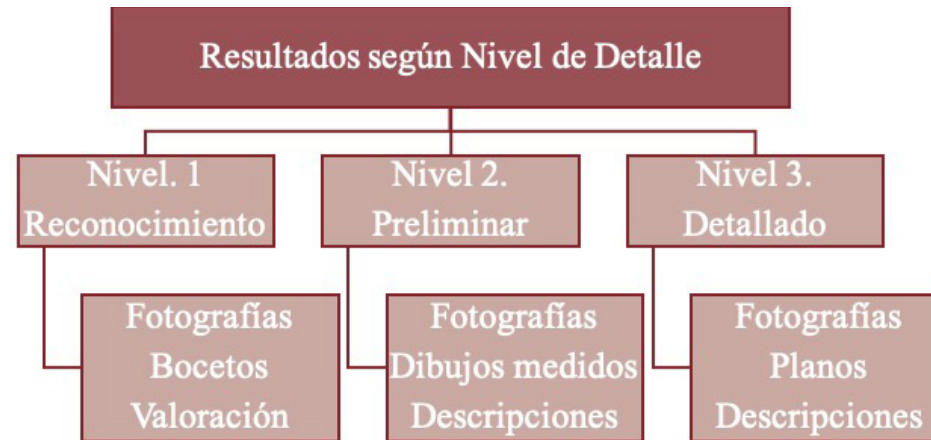 Resultados según Nivel de Detalle
Nivel. 1
Reconocimiento
Nivel 2.
Preliminar
Nivel 3.
Detallado
Fotografías
Bocetos
Valoración
Fotografías
Dibujos medidos
Descripciones
Fotografías
Planos
Descripciones